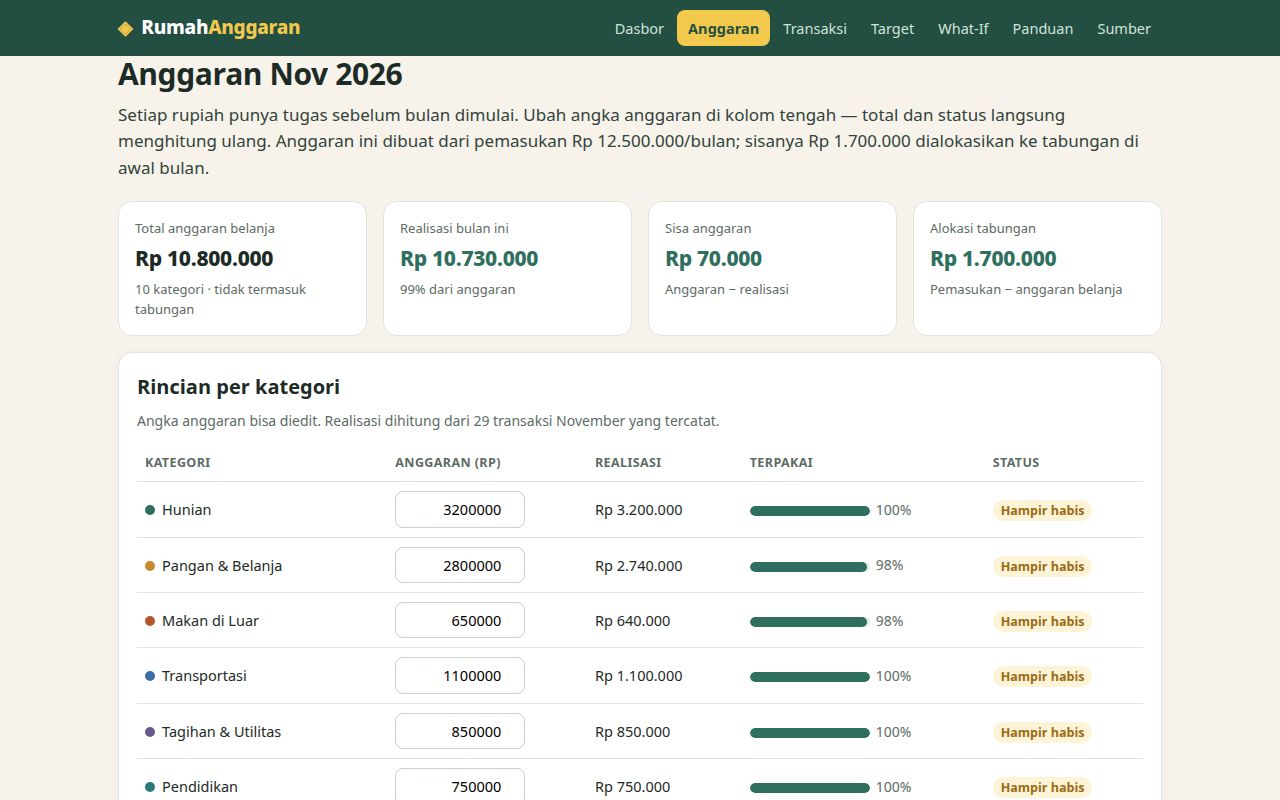 ◈ RumahAnggaran
Dasbor Anggaran Transaksi Target What-If Panduan Sumber
Anggaran Nov 2026
Setiap rupiah punya tugas sebelum bulan dimulai. Ubah angka anggaran di kolom tengah — total dan status langsung
menghitung ulang. Anggaran ini dibuat dari pemasukan Rp 12.500.000/bulan; sisanya Rp 1.700.000 dialokasikan ke tabungan di
awal bulan.
Total anggaran belanja
Rp 10.800.000
10 kategori · tidak termasuk
tabungan
Realisasi bulan ini
Rp 10.730.000
99% dari anggaran
Sisa anggaran
Rp 70.000
Anggaran − realisasi
Alokasi tabungan
Rp 1.700.000
Pemasukan − anggaran belanja
Rincian per kategori
Angka anggaran bisa diedit. Realisasi dihitung dari 29 transaksi November yang tercatat.
KATEGORI ANGGARAN (RP) REALISASI TERPAKAI STATUS
Hunian 3200000 Rp 3.200.000 100% Hampir habis
Pangan & Belanja 2800000 Rp 2.740.000 98% Hampir habis
Makan di Luar 650000 Rp 640.000 98% Hampir habis
Transportasi 1100000 Rp 1.100.000 100% Hampir habis
Tagihan & Utilitas 850000 Rp 850.000 100% Hampir habis
Pendidikan 750000 Rp 750.000 100% Hampir habis